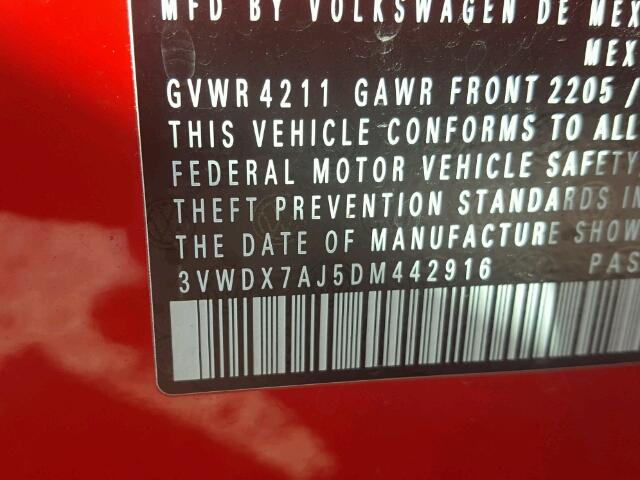 MFD BY VOLKSWAGEN DE MEX
MEX
GVWR 4211 GAWR FRONT 2205 /
THIS VEHICLE CONFORMS TO ALL
FEDERAL MOTOR VEHICLE SAFETY
THEFT PREVENTION STANDARDS IN
THE DATE OF MANUFACTURE SHOW
3VWDX7AJ5DM442916 PAS